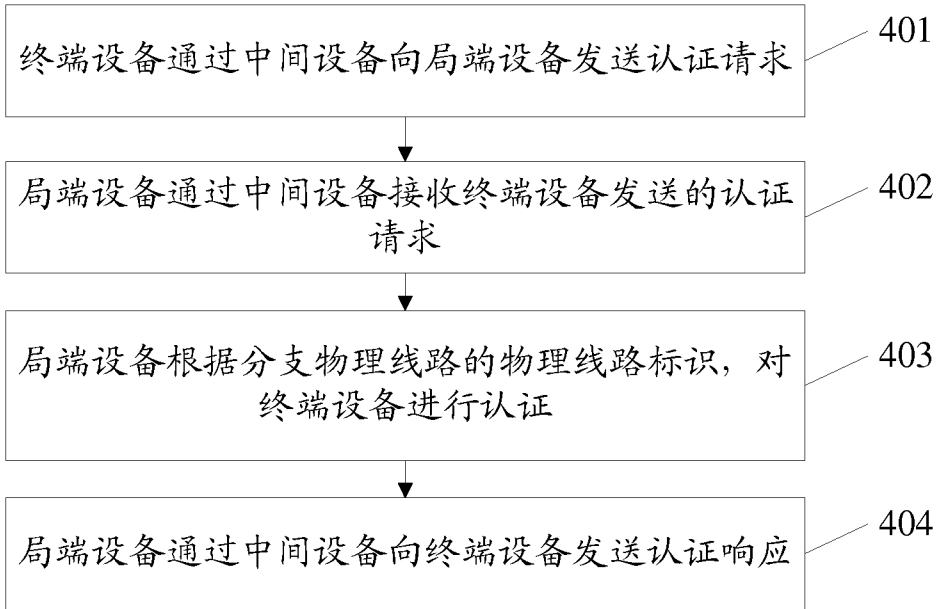 终端设备通过中间设备向局端设备发送认证请求
401
局端设备通过中间设备接收终端设备发送的认证
请求
402
局端设备根据分支物理线路的物理线路标识，对
终端设备进行认证
403
局端设备通过中间设备向终端设备发送认证响应
404